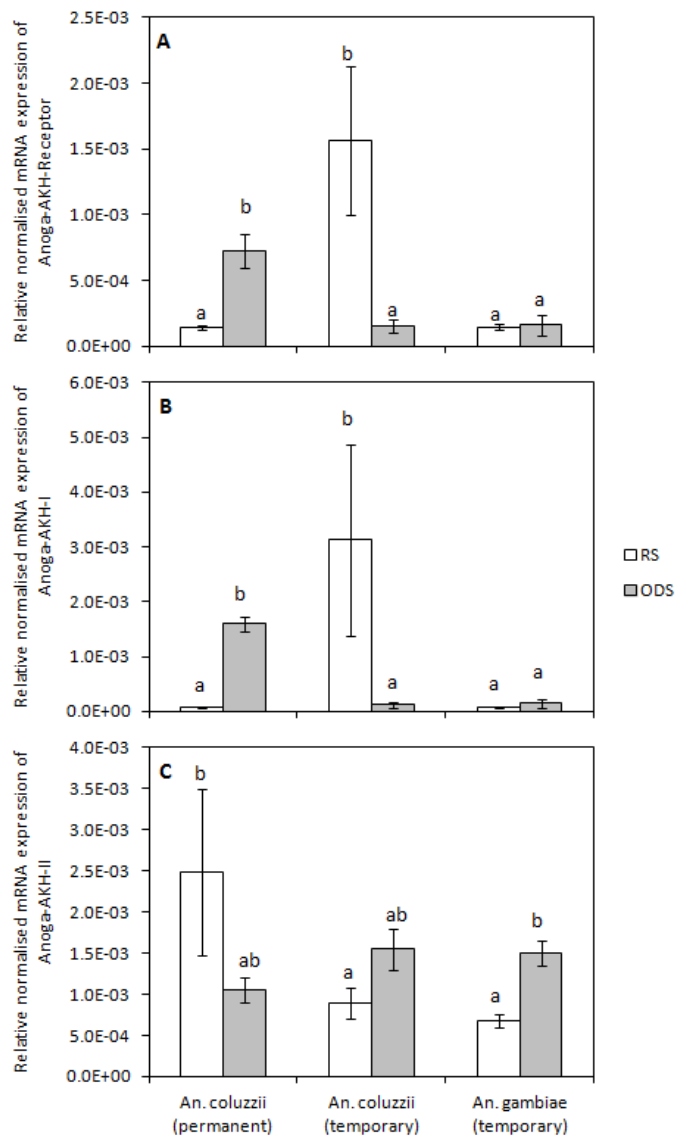 Relative normalised mRNA expression of
Anoga-AKH-Receptor
2.5E-03
2.0E-03
1.5E-03
1.0E-03
5.0E-04
0.0E+00
A
a
b
b
a
a
a
Relative normalised mRNA expression of
Anoga-AKH-I
6.0E-03
5.0E-03
4.0E-03
3.0E-03
2.0E-03
1.0E-03
0.0E+00
B
a
b
b
a
a
a
RS
ODS
Relative normalised mRNA expression of
Anoga-AKH-II
4.0E-03
3.5E-03
3.0E-03
2.5E-03
2.0E-03
1.5E-03
1.0E-03
5.0E-04
0.0E+00
C
b
ab
a
ab
a
b
An. coluzzii
(permanent)
An. coluzzii
(temporary)
An. gambiae
(temporary)